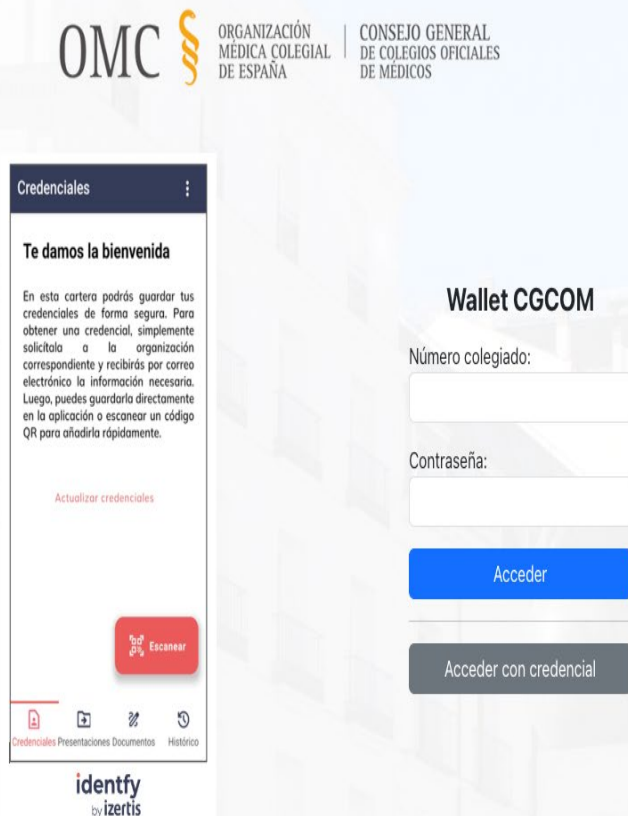 OMC
ORGANIZACIÓN
MÉDICA COLEGIAL
DE ESPAÑA
CONSEJO GENERAL
DE COLEGIOS OFICIALES
DE MÉDICOS
Credenciales
Te damos la bienvenida
En esta cartera podrás guardar tus
credenciales de forma segura. Para
obtener una credencial, simplemente
solicítala a la organización
correspondiente y recibirás por correo
electrónico la información necesaria.
Luego, puedes guardarla directamente
en la aplicación o escanear un código
QR para añadirla rápidamente.
Actualizar credenciales
Escanear
Credenciales Presentaciones Documentos Histórico
identfy
by izertis
Wallet CGCOM
Número colegiado:
Contraseña:
Acceder
Acceder con credencial